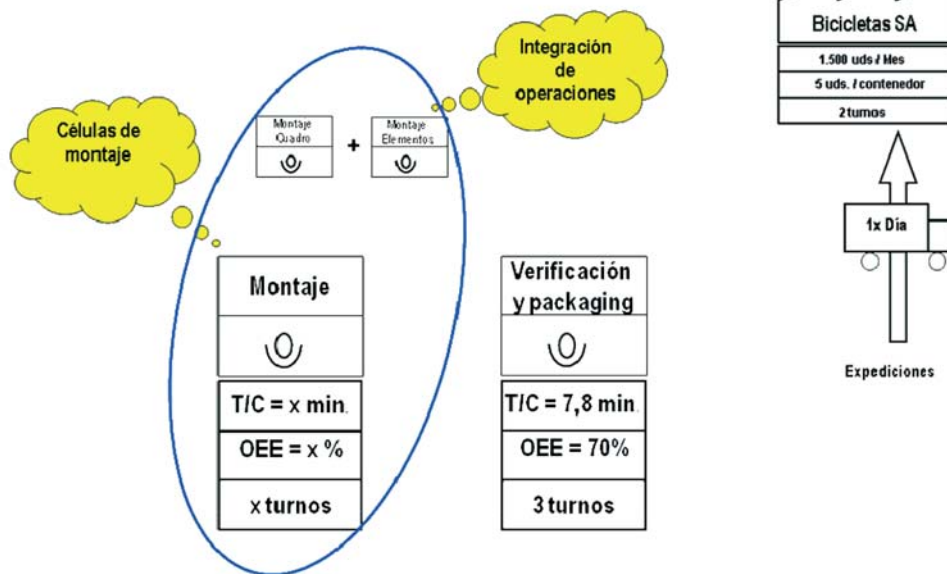 Bicicletas SA
1.500 uds / Mes
5 uds. / contenedor
2 turnos
Integración
de
operaciones
Células de
montaje
Montaje
Cuadro
+
Montaje
Elementos
1x Día
Montaje
Verificación
y packaging
T/C = x min.
OEE = x %
x turnos
T/C = 7,8 min.
OEE = 70%
3 turnos
Expediciones